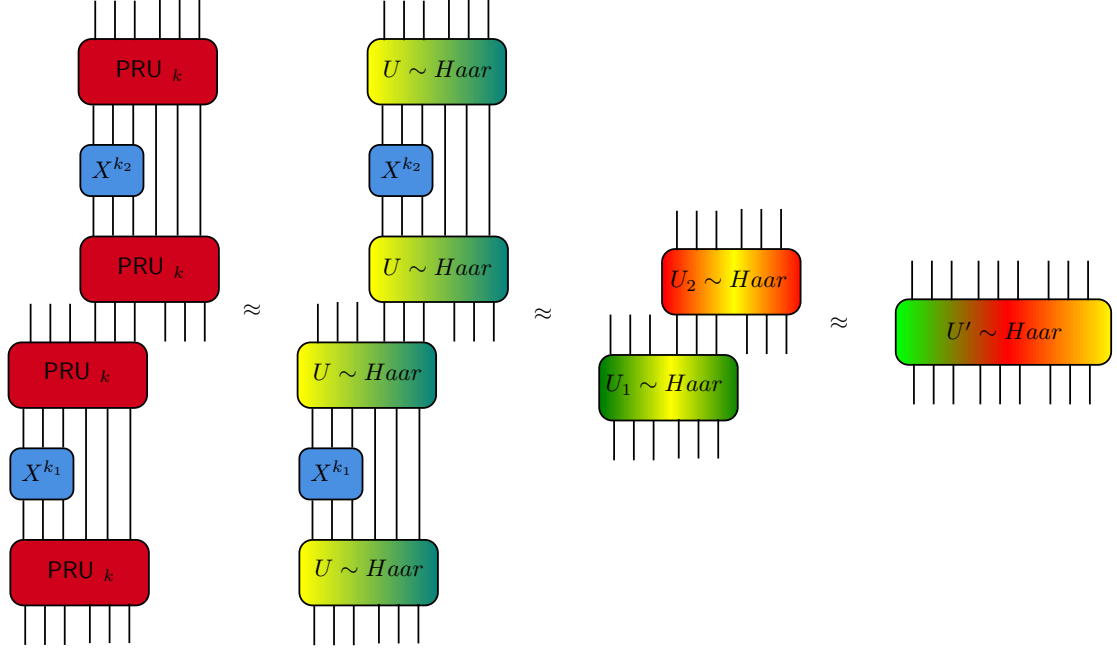 PRU k
X^{k_2}
PRU k
PRU k
X^{k_1}
PRU k
≈
U ∼ Haar
X^{k_2}
U ∼ Haar
U ∼ Haar
X^{k_1}
U ∼ Haar
≈
U_2 ∼ Haar
U_1 ∼ Haar
≈
U′ ∼ Haar